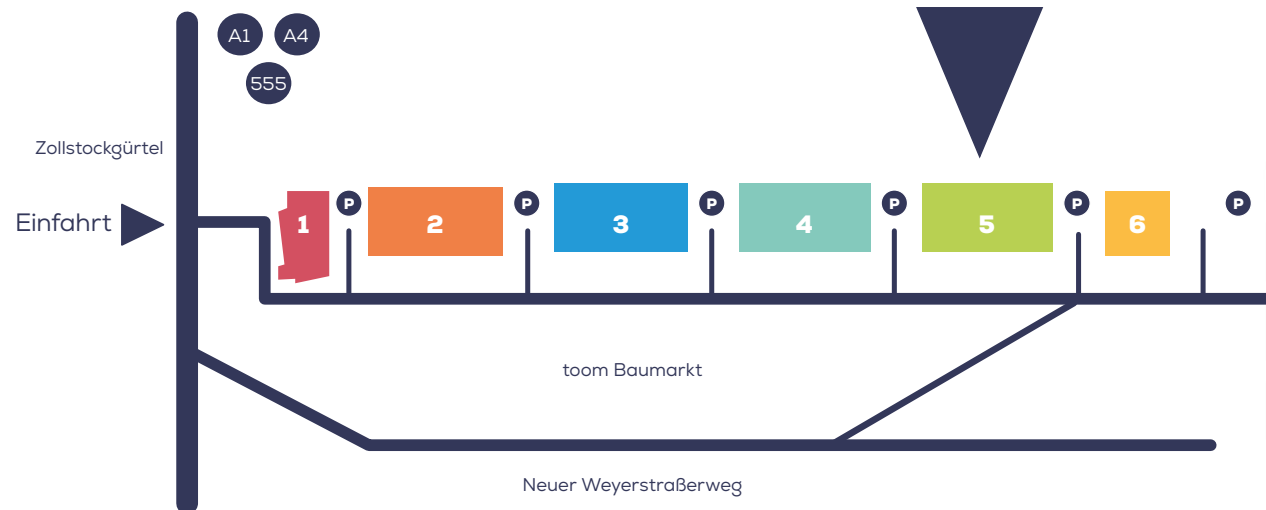 A1 A4
555
Zollstockgürtel
Einfahrt
P P P P P P
1 2 3 4 5 6
toom Baumarkt
Neuer Weyerstraßerweg